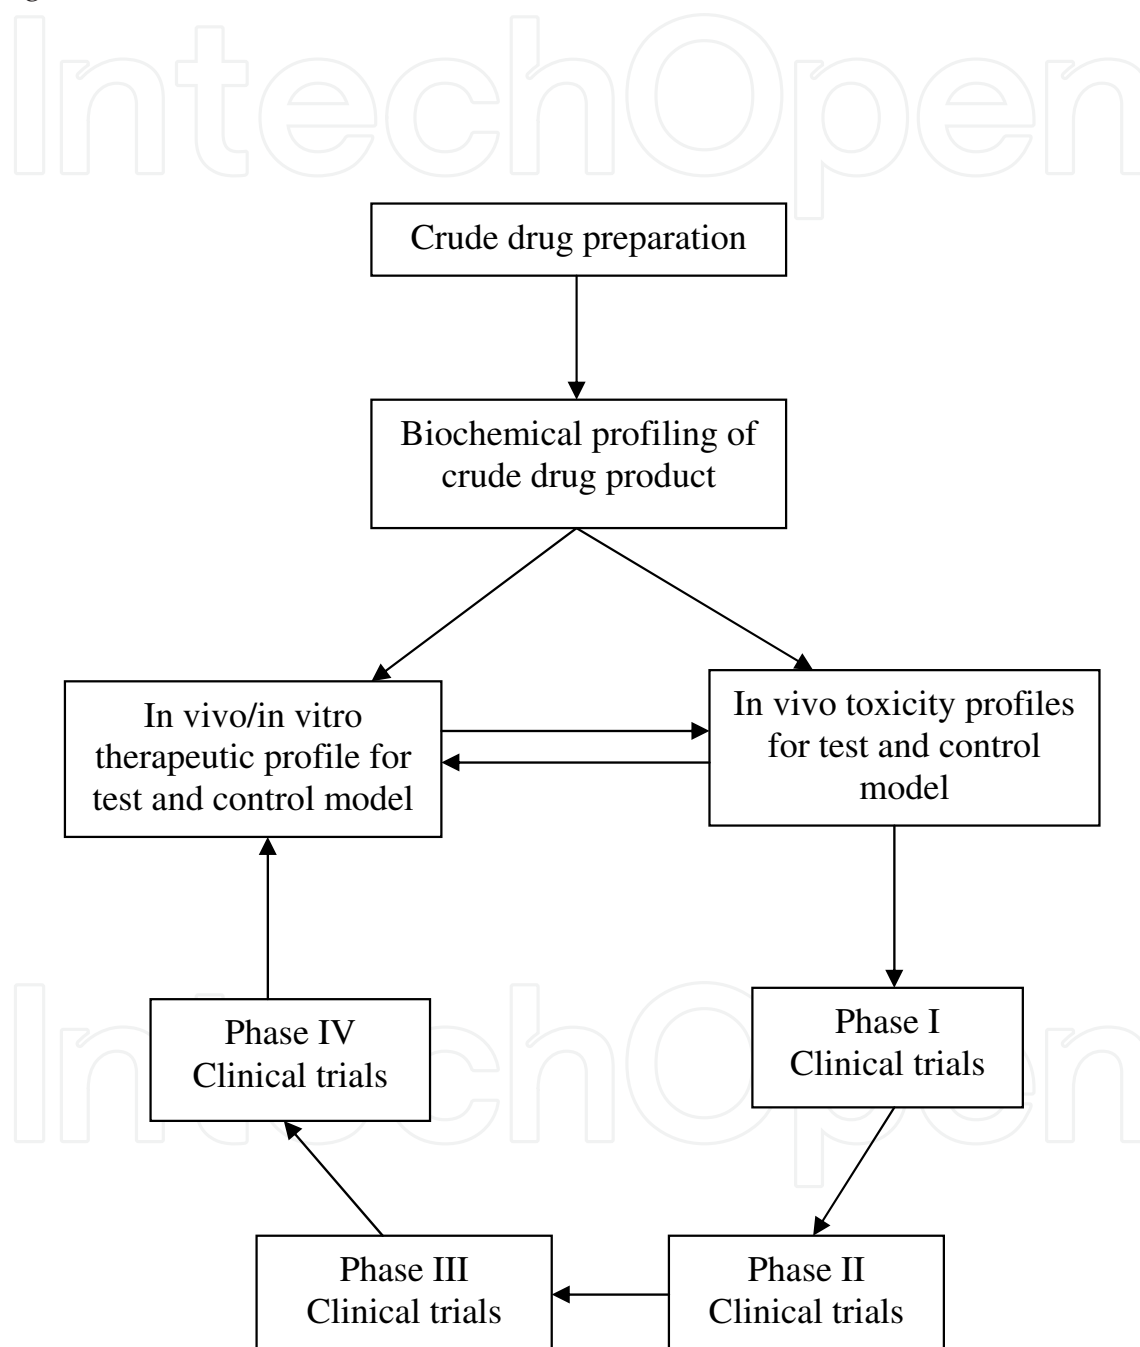 IntechOpen
Crude drug preparation
Biochemical profiling of
crude drug product
In vivo/in vitro
therapeutic profile for
test and control model
In vivo toxicity profiles
for test and control
model
Phase IV
Clinical trials
Phase I
Clinical trials
IntechOpen
Phase III
Clinical trials
Phase II
Clinical trials